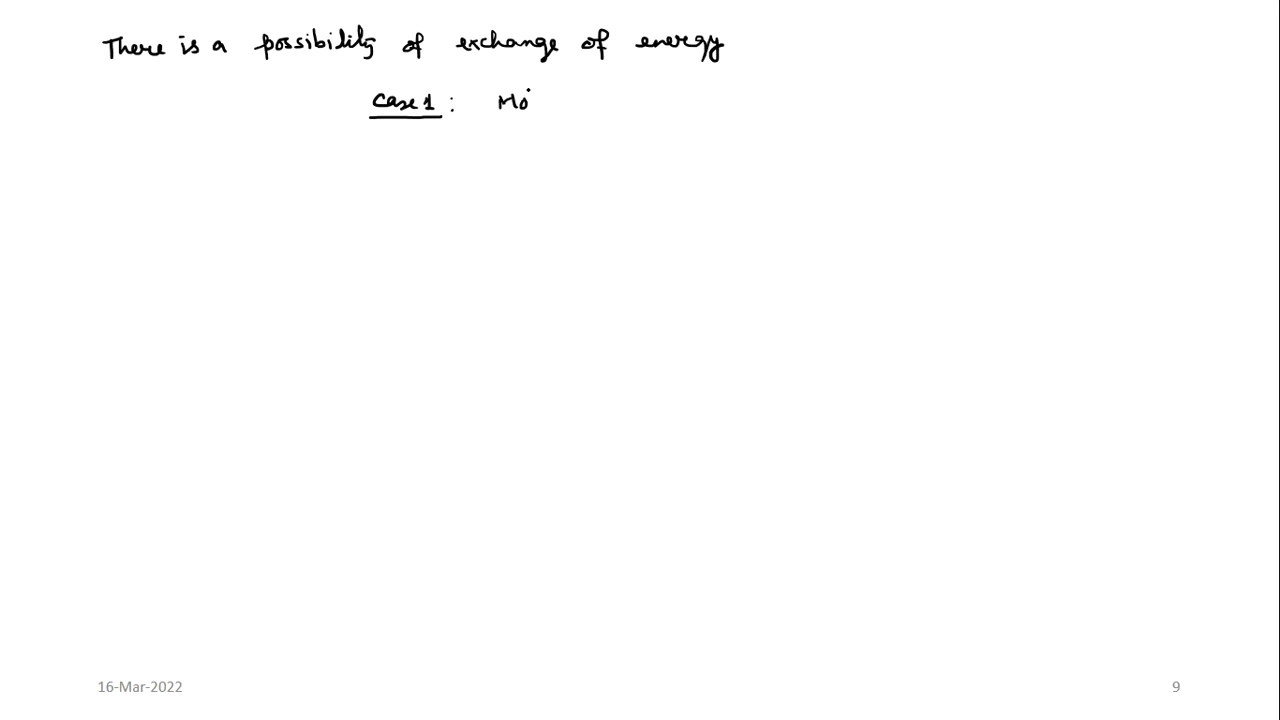 There is a possibility of exchange of energy
Case 1 : Mo
16-Mar-2022
9